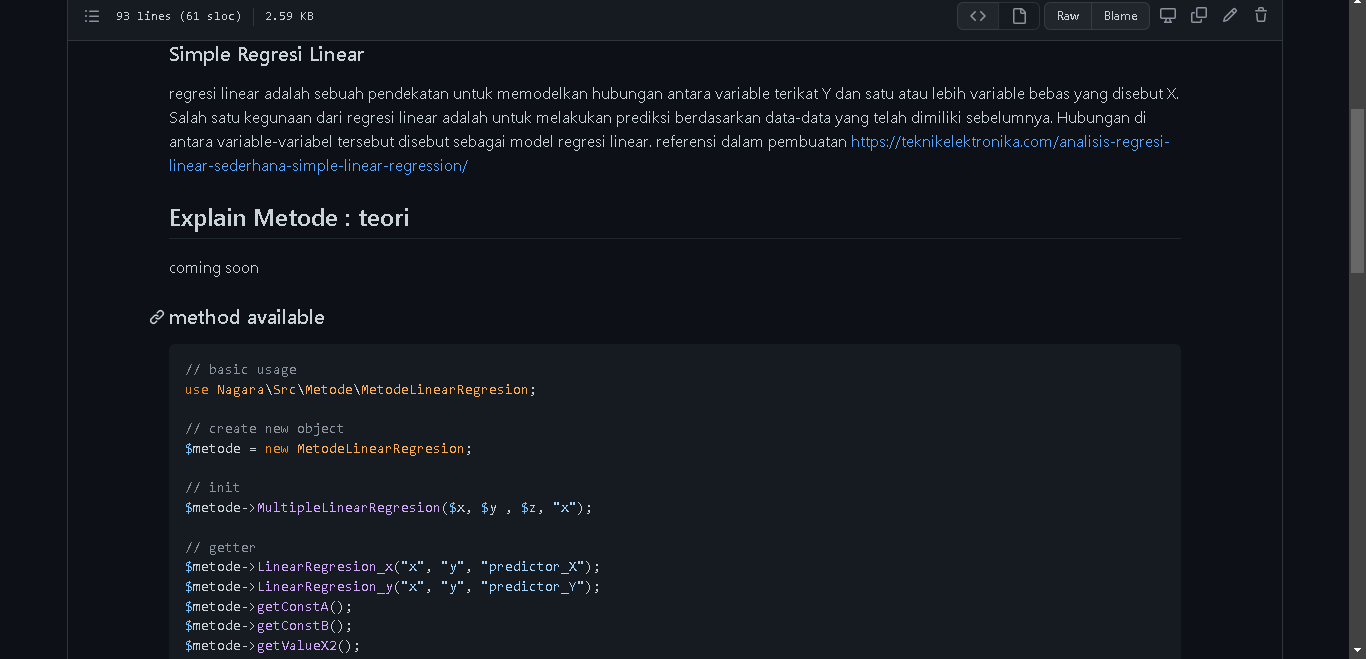 93 lines (61 sloc) 2.59 KB
Raw
Blame
Simple Regresi Linear
regresi linear adalah sebuah pendekatan untuk memodelkan hubungan antara variable terikat Y dan satu atau lebih variable bebas yang disebut X.
Salah satu kegunaan dari regresi linear adalah untuk melakukan prediksi berdasarkan data-data yang telah dimiliki sebelumnya. Hubungan di
antara variable-variabel tersebut disebut sebagai model regresi linear. referensi dalam pembuatan https://teknikelektronika.com/analisis-regresi-
linear-sederhana-simple-linear-regression/
Explain Metode : teori
coming soon
method available
// basic usage
use Nagara\Src\Metode\MetodeLinearRegresion;
// create new object
$metode = new MetodeLinearRegresion;
// init
$metode->MultipleLinearRegresion($x, $y , $z, "x");
// getter
$metode->LinearRegresion_x("x", "y", "predictor_X");
$metode->LinearRegresion_y("x", "y", "predictor_Y");
$metode->getConstA();
$metode->getConstB();
$metode->getValueX2();